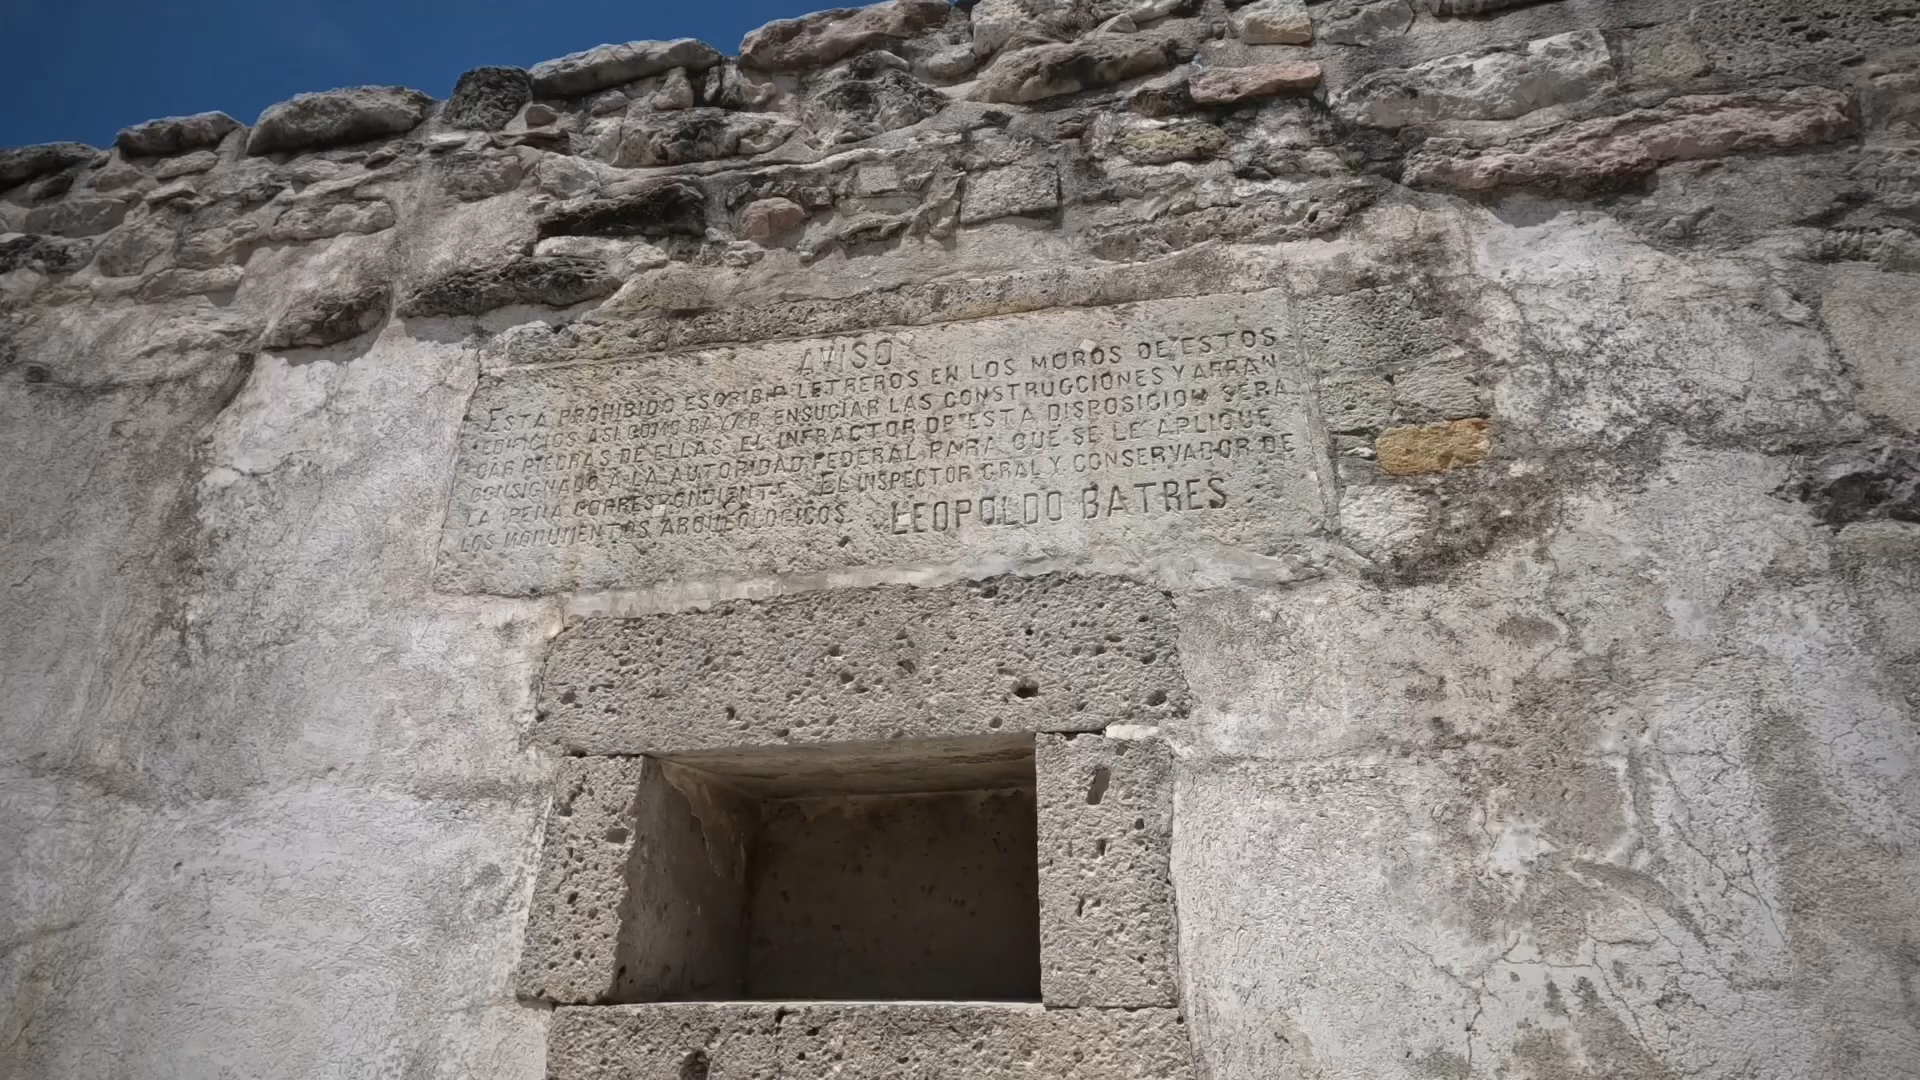 AVISO
ESTA PROHIBIDO ESCRIBIR LETREROS EN LOS MUROS DE ESTOS
EDIFICIOS ASI COMO RAYAR ENSUCIAR LAS CONSTRUCCIONES Y ARRAN
CAR PIEDRAS DE ELLAS. EL INFRACTOR DE ESTA DISPOSICION SERA
CONSIGNADO A LA AUTORIDAD FEDERAL PARA QUE SE LE APLIQUE
LA PENA CORRESPONDIENTE. EL INSPECTOR GRAL Y CONSERVADOR DE
LOS MONUMENTOS ARQUEOLOGICOS. LEOPOLDO BATRES